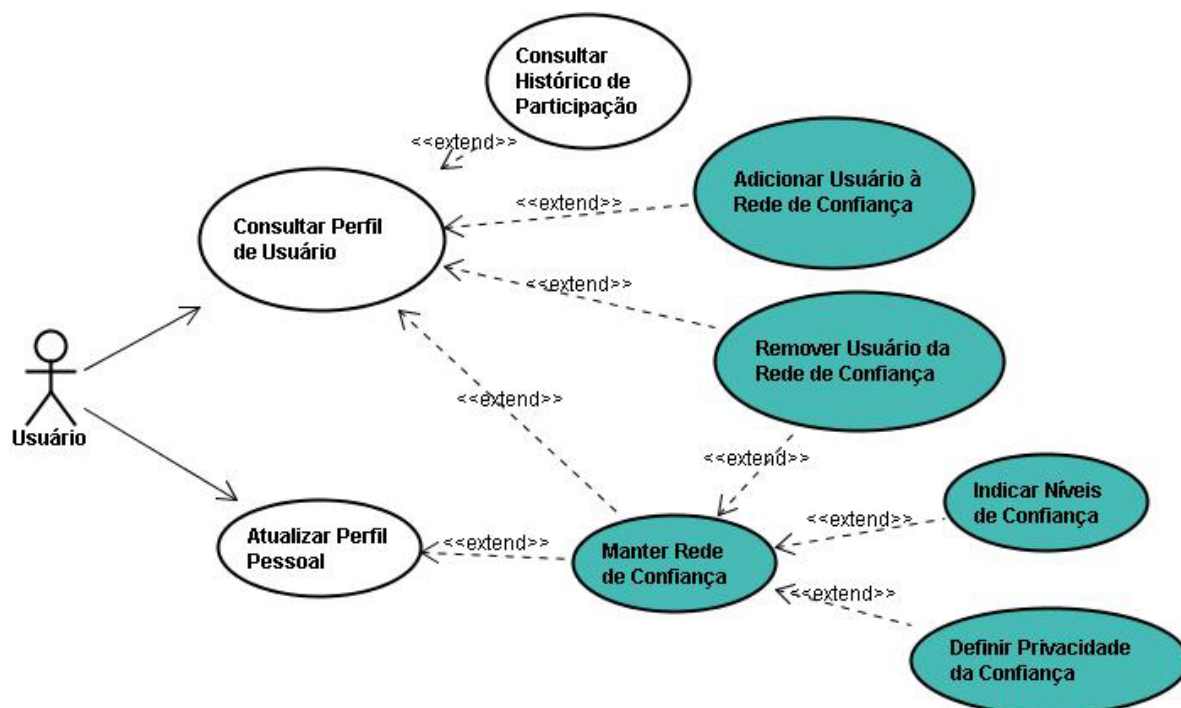 Consultar
Histórico de
Participação
<<extend>>
Adicionar Usuário à
Rede de Confiança
<<extend>>
Consultar Perfil
de Usuário
<<extend>>
Remover Usuário da
Rede de Confiança
<<extend>>
Usuário
<<extend>>
Indicar Níveis
de Confiança
<<extend>>
Atualizar Perfil
Pessoal
<<extend>>
Manter Rede
de Confiança
<<extend>>
Definir Privacidade
da Confiança